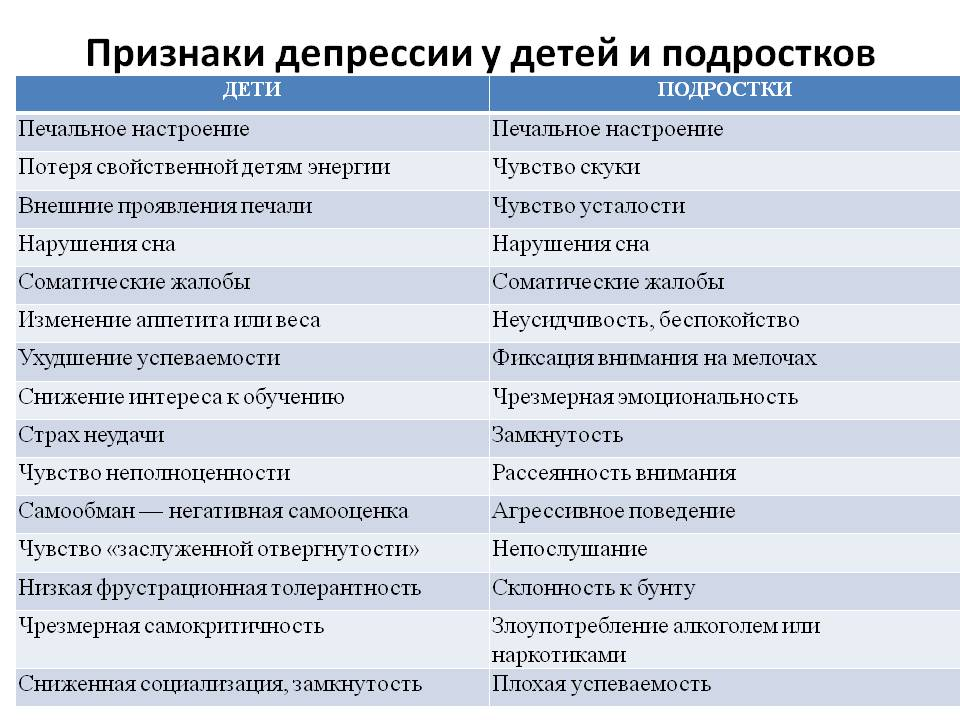 Признаки депрессии у детей и подростков
ДЕТИ ПОДРОСТКИ
Печальное настроение Печальное настроение
Потеря свойственной детям энергии Чувство скуки
Внешние проявления печали Чувство усталости
Нарушения сна Нарушения сна
Соматические жалобы Соматические жалобы
Изменение аппетита или веса Неусидчивость, беспокойство
Ухудшение успеваемости Фиксация внимания на мелочах
Снижение интереса к обучению Чрезмерная эмоциональность
Страх неудачи Замкнутость
Чувство неполноценности Рассеянность внимания
Самообман — негативная самооценка Агрессивное поведение
Чувство «заслуженной отвергнутости» Непослушание
Низкая фрустрационная толерантность Склонность к бунту
Чрезмерная самокритичность Злоупотребление алкоголем или
наркотиками
Сниженная социализация, замкнутость Плохая успеваемость